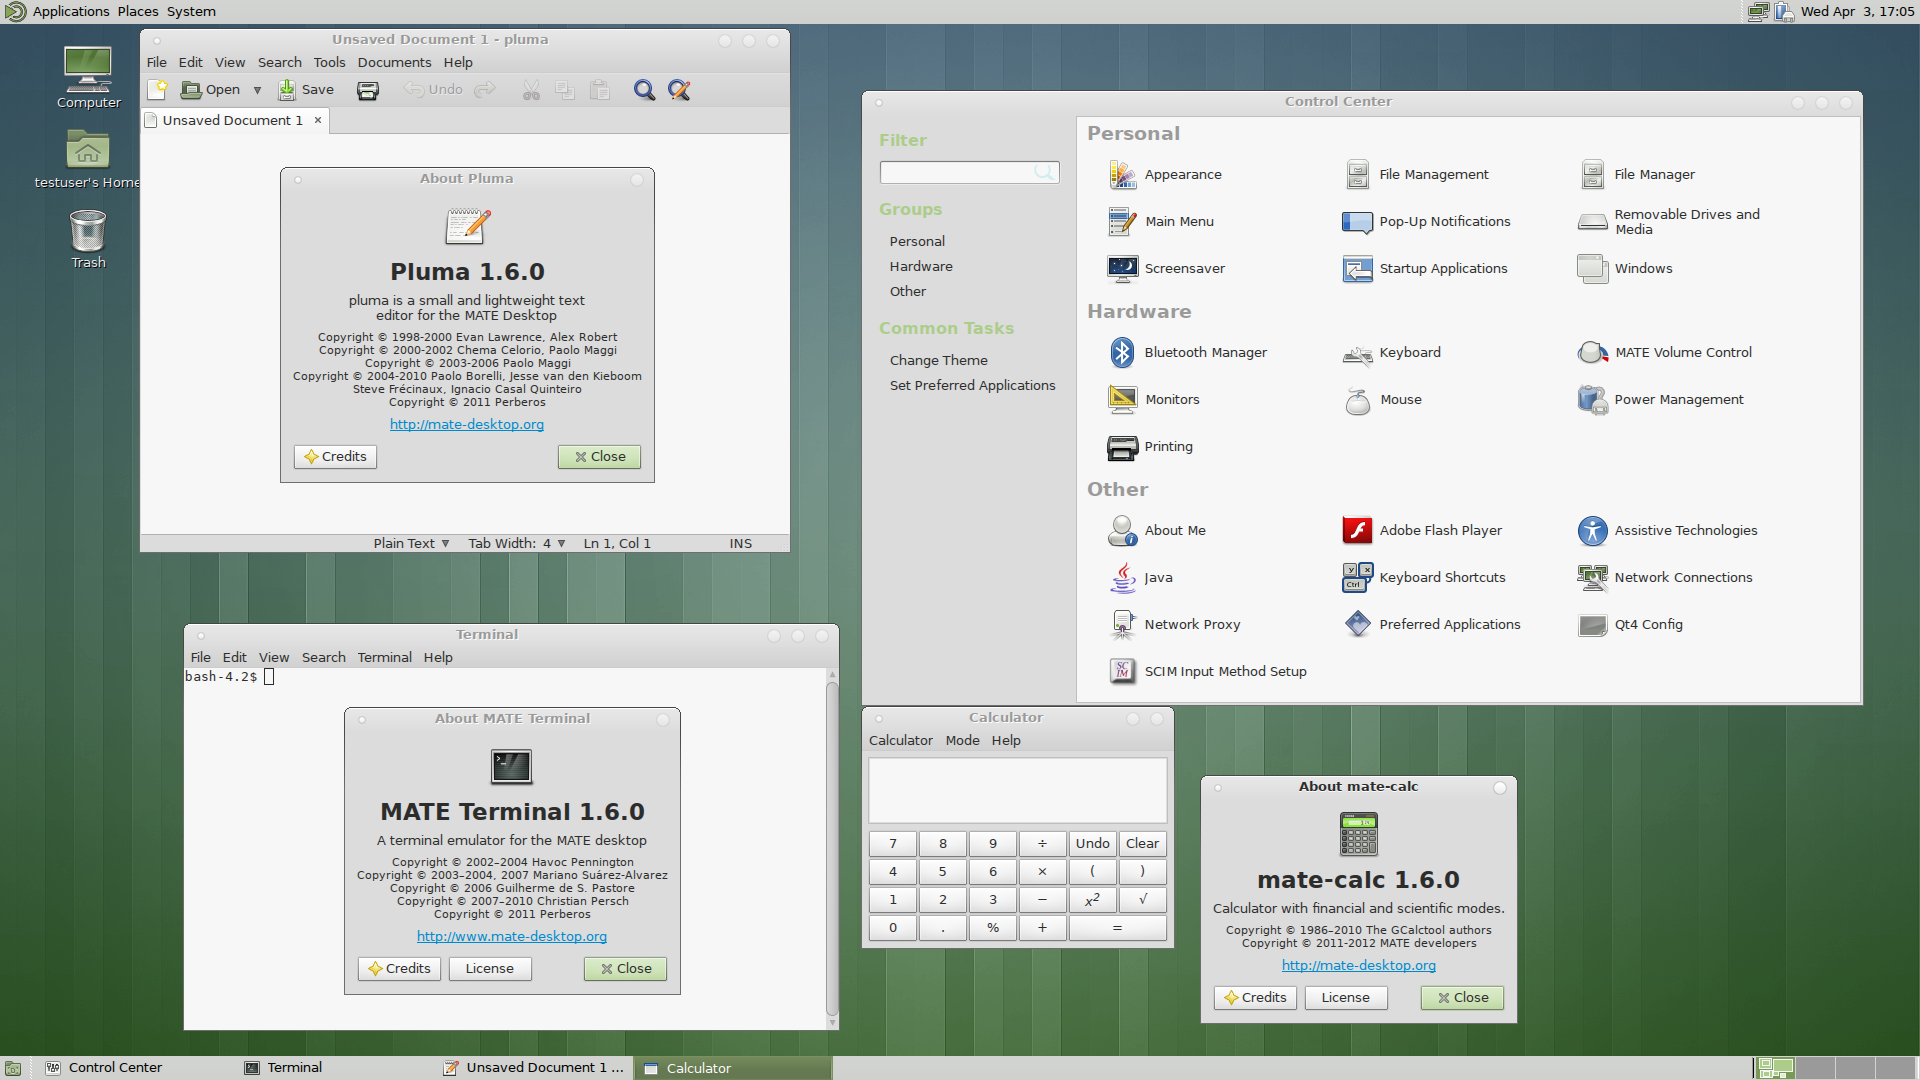 Applications Places System
Wed Apr 3, 17:05
Computer
testuser's Home
Trash
Unsaved Document 1 - pluma
File Edit View Search Tools Documents Help
Open Save Undo
Unsaved Document 1
About Pluma
Pluma 1.6.0
pluma is a small and lightweight text
editor for the MATE Desktop
Copyright © 1998-2000 Evan Lawrence, Alex Robert
Copyright © 2000-2002 Chema Celorio, Paolo Maggi
Copyright © 2003-2006 Paolo Maggi
Copyright © 2004-2010 Paolo Borelli, Jesse van den Kieboom
Steve Frécinaux, Ignacio Casal Quinteiro
Copyright © 2011 Perberos
http://mate-desktop.org
Credits Close
Plain Text Tab Width: 4 Ln 1, Col 1 INS
Control Center
Filter
Groups
Personal
Hardware
Other
Common Tasks
Change Theme
Set Preferred Applications
Personal
Appearance File Management File Manager
Main Menu Pop-Up Notifications Removable Drives and
Media
Screensaver Startup Applications Windows
Hardware
Bluetooth Manager Keyboard MATE Volume Control
Monitors Mouse Power Management
Printing
Other
About Me Adobe Flash Player Assistive Technologies
Java Keyboard Shortcuts Network Connections
Network Proxy Preferred Applications Qt4 Config
SCIM Input Method Setup
Terminal
File Edit View Search Terminal Help
bash-4.2$
About MATE Terminal
MATE Terminal 1.6.0
A terminal emulator for the MATE desktop
Copyright © 2002–2004 Havoc Pennington
Copyright © 2003–2004, 2007 Mariano Suárez-Alvarez
Copyright © 2006 Guilherme de S. Pastore
Copyright © 2007–2010 Christian Persch
Copyright © 2011 Perberos
http://www.mate-desktop.org
Credits License Close
Calculator
Calculator Mode Help
7 8 9 ÷ Undo Clear
4 5 6 × ( )
1 2 3 − x² √
0 . % + =
About mate-calc
mate-calc 1.6.0
Calculator with financial and scientific modes.
Copyright © 1986–2010 The GCalctool authors
Copyright © 2011-2012 MATE developers
http://mate-desktop.org
Credits License Close
Control Center Terminal Unsaved Document 1 ... Calculator